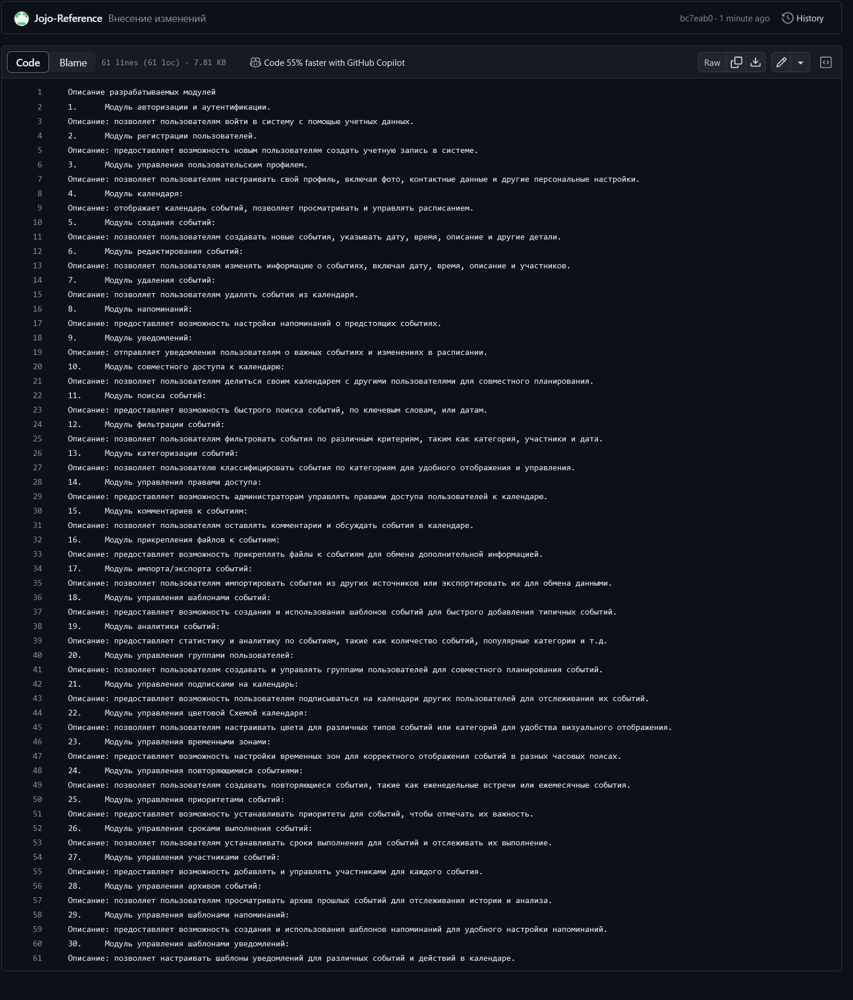 Jojo-Reference Внесение изменений bc7eab0 · 1 minute ago History
Code Blame 61 lines (61 loc) · 7.81 KB Code 55% faster with GitHub Copilot Raw
1 Описание разрабатываемых модулей
2 1. Модуль авторизации и аутентификации.
3 Описание: позволяет пользователям войти в систему с помощью учетных данных.
4 2. Модуль регистрации пользователей.
5 Описание: предоставляет возможность новым пользователям создать учетную запись в системе.
6 3. Модуль управления пользовательским профилем.
7 Описание: позволяет пользователям настраивать свой профиль, включая фото, контактные данные и другие персональные настройки.
8 4. Модуль календаря:
9 Описание: отображает календарь событий, позволяет просматривать и управлять расписанием.
10 5. Модуль создания событий:
11 Описание: позволяет пользователям создавать новые события, указывать дату, время, описание и другие детали.
12 6. Модуль редактирования событий:
13 Описание: позволяет пользователям изменять информацию о событиях, включая дату, время, описание и участников.
14 7. Модуль удаления событий:
15 Описание: позволяет пользователям удалять события из календаря.
16 8. Модуль напоминаний:
17 Описание: предоставляет возможность настройки напоминаний о предстоящих событиях.
18 9. Модуль уведомлений:
19 Описание: отправляет уведомления пользователям о важных событиях и изменениях в расписании.
20 10. Модуль совместного доступа к календарю:
21 Описание: позволяет пользователям делиться своим календарем с другими пользователями для совместного планирования.
22 11. Модуль поиска событий:
23 Описание: предоставляет возможность быстрого поиска событий, по ключевым словам, или датам.
24 12. Модуль фильтрации событий:
25 Описание: позволяет пользователям фильтровать события по различным критериям, таким как категория, участники и дата.
26 13. Модуль категоризации событий:
27 Описание: позволяет пользователю классифицировать события по категориям для удобного отображения и управления.
28 14. Модуль управления правами доступа:
29 Описание: предоставляет возможность администраторам управлять правами доступа пользователей к календарю.
30 15. Модуль комментариев к событиям:
31 Описание: позволяет пользователям оставлять комментарии и обсуждать события в календаре.
32 16. Модуль прикрепления файлов к событиям:
33 Описание: предоставляет возможность прикреплять файлы к событиям для обмена дополнительной информацией.
34 17. Модуль импорта/экспорта событий:
35 Описание: позволяет пользователям импортировать события из других источников или экспортировать их для обмена данными.
36 18. Модуль управления шаблонами событий:
37 Описание: предоставляет возможность создания и использования шаблонов событий для быстрого добавления типичных событий.
38 19. Модуль аналитики событий:
39 Описание: предоставляет статистику и аналитику по событиям, такие как количество событий, популярные категории и т.д.
40 20. Модуль управления группами пользователей:
41 Описание: позволяет пользователям создавать и управлять группами пользователей для совместного планирования событий.
42 21. Модуль управления подписками на календарь:
43 Описание: предоставляет возможность пользователям подписываться на календари других пользователей для отслеживания их событий.
44 22. Модуль управления цветовой Схемой календаря:
45 Описание: позволяет пользователям настраивать цвета для различных типов событий или категорий для удобства визуального отображения.
46 23. Модуль управления временными зонами:
47 Описание: предоставляет возможность настройки временных зон для корректного отображения событий в разных часовых поясах.
48 24. Модуль управления повторяющимися событиями:
49 Описание: позволяет пользователям создавать повторяющиеся события, такие как еженедельные встречи или ежемесячные события.
50 25. Модуль управления приоритетами событий:
51 Описание: предоставляет возможность устанавливать приоритеты для событий, чтобы отмечать их важность.
52 26. Модуль управления сроками выполнения событий:
53 Описание: позволяет пользователям устанавливать сроки выполнения для событий и отслеживать их выполнение.
54 27. Модуль управления участниками событий:
55 Описание: предоставляет возможность добавлять и управлять участниками для каждого события.
56 28. Модуль управления архивом событий:
57 Описание: позволяет пользователям просматривать архив прошлых событий для отслеживания истории и анализа.
58 29. Модуль управления шаблонами напоминаний:
59 Описание: предоставляет возможность создания и использования шаблонов напоминаний для удобного настройки напоминаний.
60 30. Модуль управления шаблонами уведомлений:
61 Описание: позволяет настраивать шаблоны уведомлений для различных событий и действий в календаре.